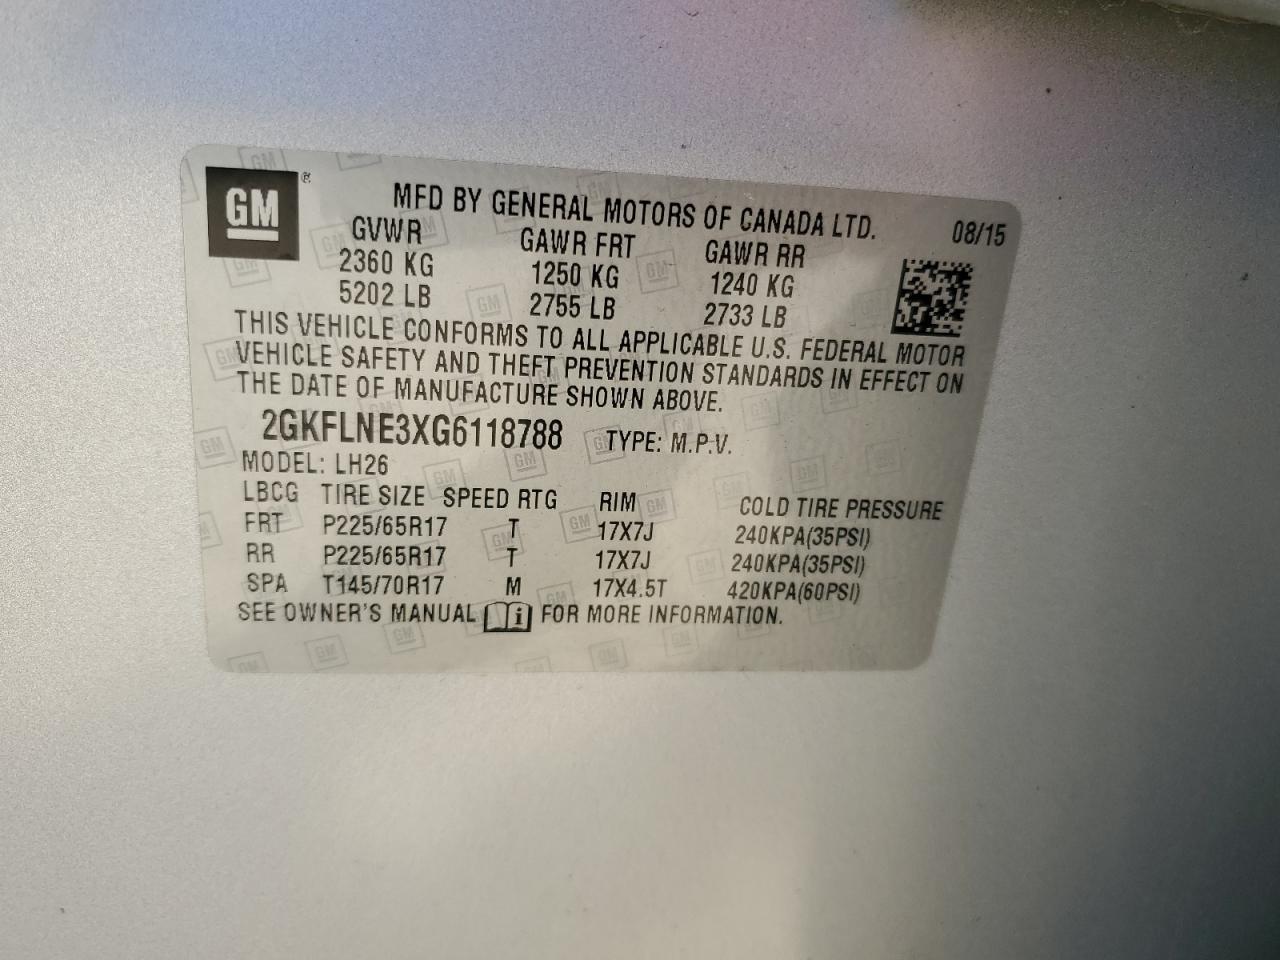 GM ®
MFD BY GENERAL MOTORS OF CANADA LTD. 08/15
GVWR GAWR FRT GAWR RR
2360 KG 1250 KG 1240 KG
5202 LB 2755 LB 2733 LB
THIS VEHICLE CONFORMS TO ALL APPLICABLE U.S. FEDERAL MOTOR
VEHICLE SAFETY AND THEFT PREVENTION STANDARDS IN EFFECT ON
THE DATE OF MANUFACTURE SHOWN ABOVE.
2GKFLNE3XG6118788 TYPE: M.P.V.
MODEL: LH26
LBCG TIRE SIZE SPEED RTG RIM COLD TIRE PRESSURE
FRT P225/65R17 T 17X7J 240KPA(35PSI)
RR P225/65R17 T 17X7J 240KPA(35PSI)
SPA T145/70R17 M 17X4.5T 420KPA(60PSI)
SEE OWNER'S MANUAL i FOR MORE INFORMATION.